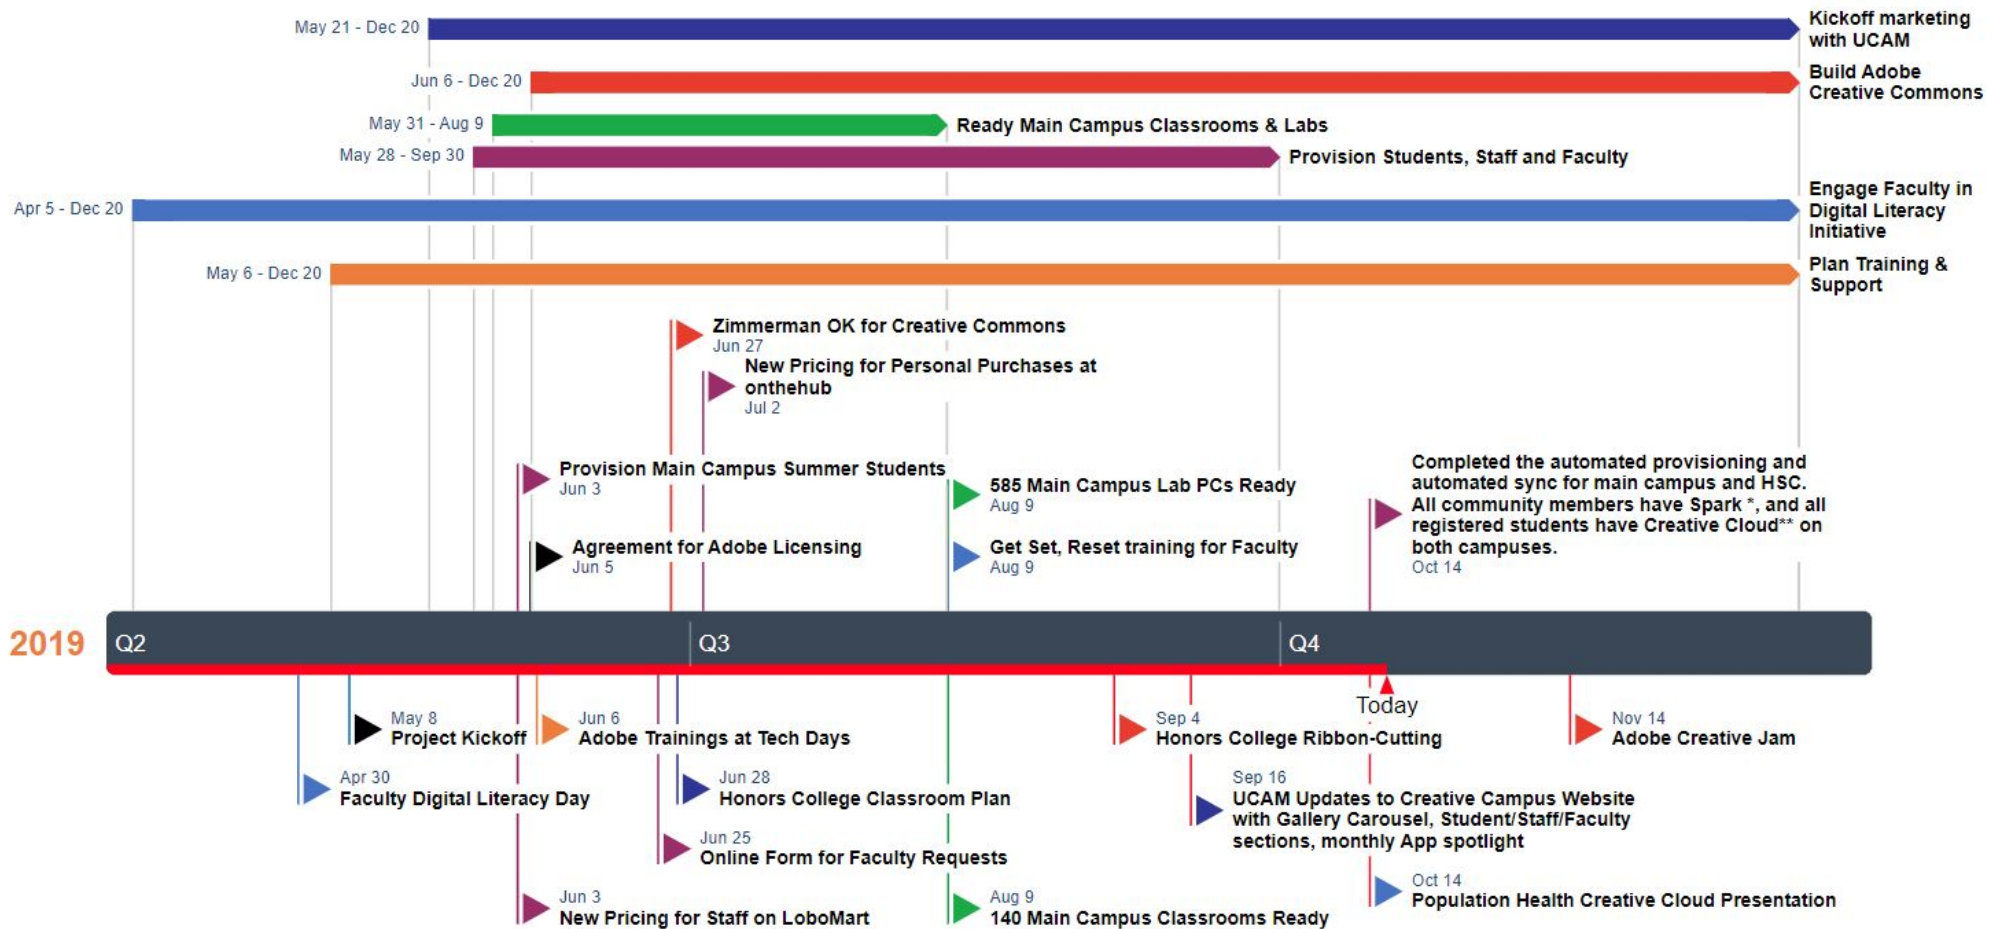 May 21 - Dec 20
Kickoff marketing
with UCAM
Jun 6 - Dec 20
Build Adobe
Creative Commons
May 31 - Aug 9
Ready Main Campus Classrooms & Labs
May 28 - Sep 30
Provision Students, Staff and Faculty
Apr 5 - Dec 20
Engage Faculty in
Digital Literacy
Initiative
May 6 - Dec 20
Plan Training &
Support
Zimmerman OK for Creative Commons
Jun 27
New Pricing for Personal Purchases at
onthehub
Jul 2
Provision Main Campus Summer Students
Jun 3
585 Main Campus Lab PCs Ready
Aug 9
Completed the automated provisioning and
automated sync for main campus and HSC.
All community members have Spark *, and all
registered students have Creative Cloud** on
both campuses.
Oct 14
Agreement for Adobe Licensing
Jun 5
Get Set, Reset training for Faculty
Aug 9
2019
Q2
Q3
Q4
Today
May 8
Project Kickoff
Jun 6
Adobe Trainings at Tech Days
Sep 4
Honors College Ribbon-Cutting
Nov 14
Adobe Creative Jam
Apr 30
Faculty Digital Literacy Day
Jun 28
Honors College Classroom Plan
Sep 16
UCAM Updates to Creative Campus Website
with Gallery Carousel, Student/Staff/Faculty
sections, monthly App spotlight
Jun 25
Online Form for Faculty Requests
Jun 3
New Pricing for Staff on LoboMart
Aug 9
140 Main Campus Classrooms Ready
Oct 14
Population Health Creative Cloud Presentation